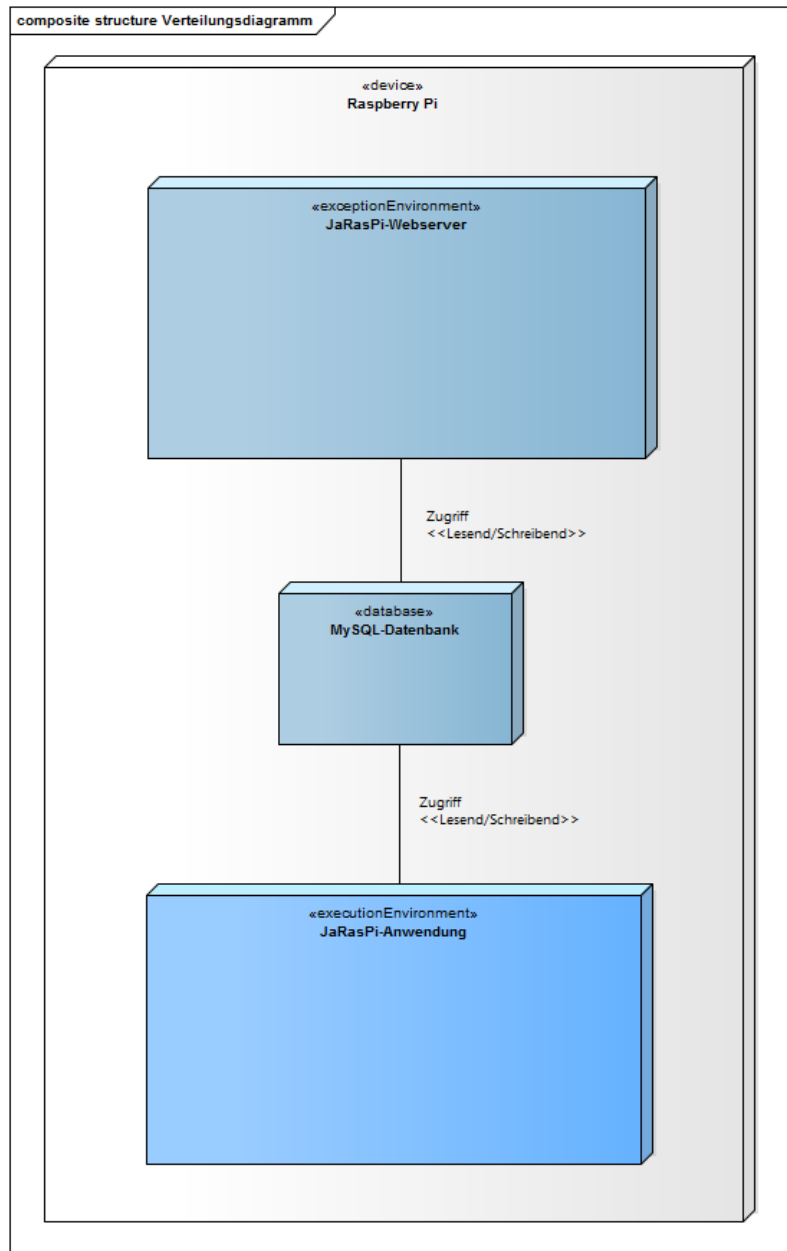 composite structure Verteilungsdiagramm
«device»
Raspberry Pi
«exceptionEnvironment»
JaRasPi-Webserver
Zugriff
<<Lesend/Schreibend>>
«database»
MySQL-Datenbank
Zugriff
<<Lesend/Schreibend>>
«executionEnvironment»
JaRasPi-Anwendung